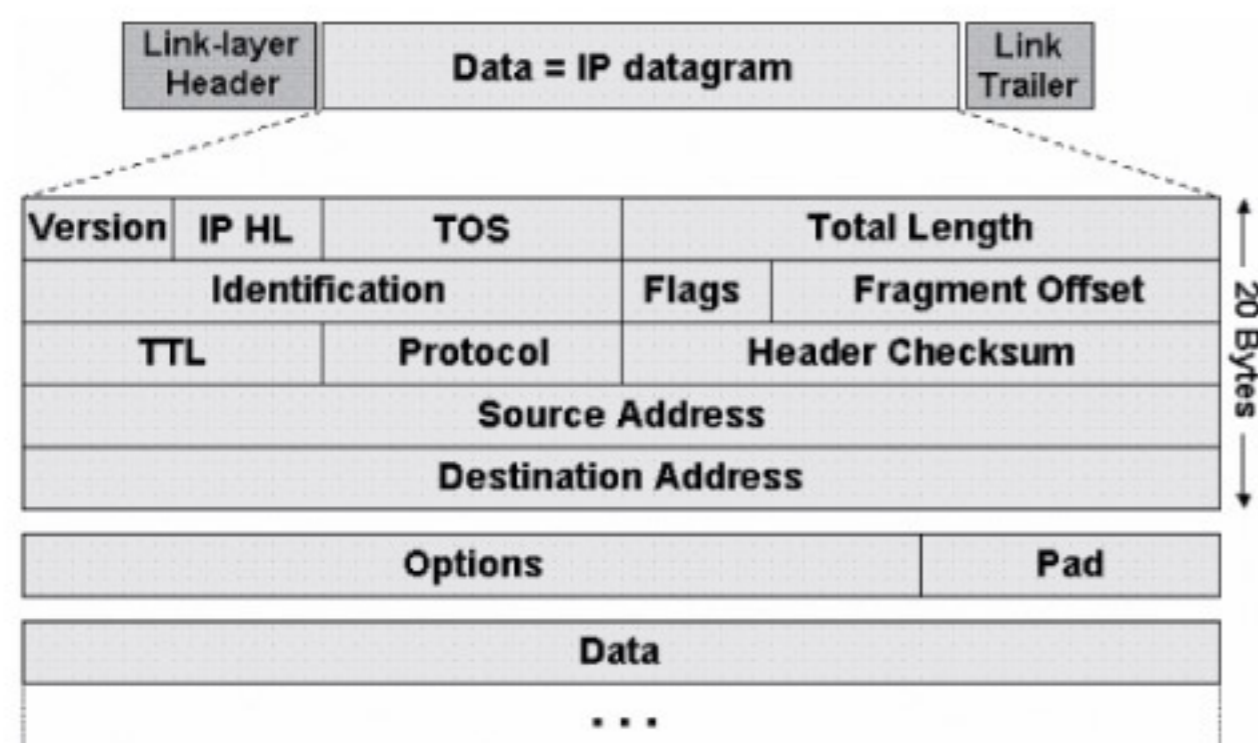 Link-layer
Header
Data = IP datagram
Link
Trailer
Version IP HL TOS Total Length
Identification Flags Fragment Offset
TTL Protocol Header Checksum
Source Address
Destination Address
20 Bytes
Options Pad
Data
...